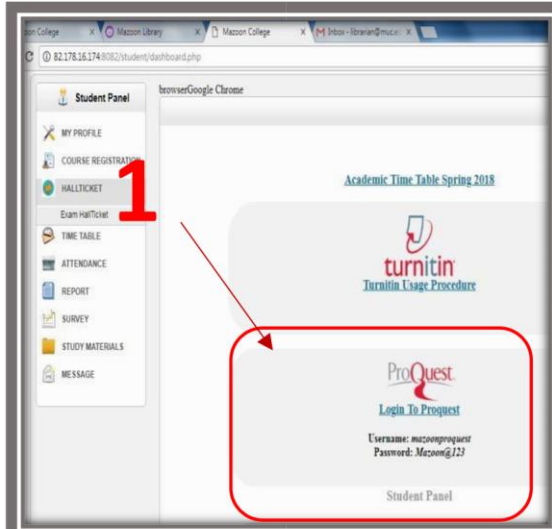 on College
Mazoon Library
Mazoon College
Inbox - librarian@muc.e
82.178.16.174:8082/student/dashboard.php
Student Panel
browserGoogle Chrome
MY PROFILE
COURSE REGISTRATION
HALLTICKET
Exam HallTicket
TIME TABLE
ATTENDANCE
REPORT
SURVEY
STUDY MATERIALS
MESSAGE
1
Academic Time Table Spring 2018
turnitin
Turnitin Usage Procedure
ProQuest
Login To Proquest
Username: mazoonproquest
Password: Mazoon@123
Student Panel